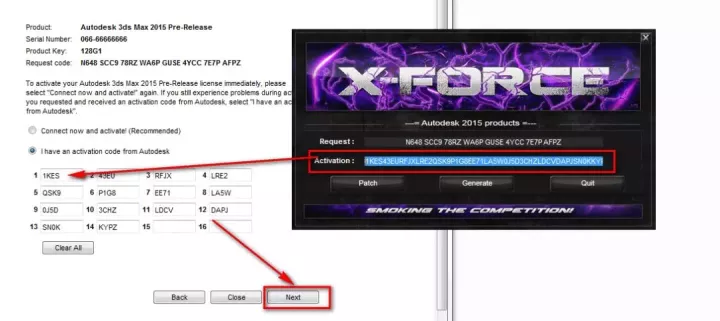 Product: Autodesk 3ds Max 2015 Pre-Release
Serial Number: 066-66666666
Product Key: 128G1
Request code: N648 SCC9 78RZ WA6P GUSE 4YCC 7E7P AFPZ
To activate your Autodesk 3ds Max 2015 Pre-Release license immediately, please
select "Connect now and activate! again. If you still experience problems during ac
you requested and received an activation code from Autodesk, select "I have an ac
from Autodesk".
Connect now and activate! (Recommended)
I have an activation code from Autodesk
1 1KES 2 43EU 3 RFJX 4 LRE2
5 QSK9 6 P1G8 7 EE71 8 LA5W
9 0J5D 10 3CHZ 11 LDCV 12 DAPJ
13 SN0K 14 KYPZ 15 16
Clear All
Back Close Next
X-FORCE
---= Autodesk 2015 products =---
Request : N648 SCC9 78RZ WA6P GUSE 4YCC 7E7P AFPZ
Activation :
Patch Generate Quit
SMOKING THE COMPETITION!